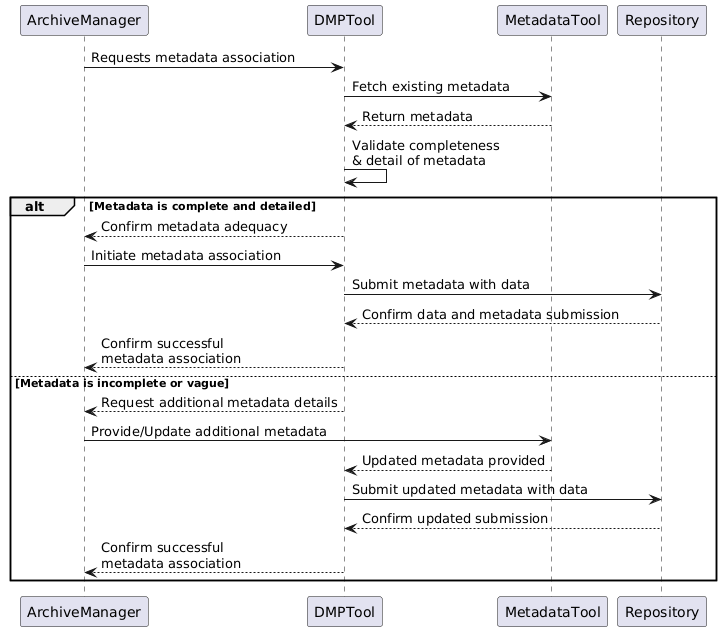 ArchiveManager DMPTool MetadataTool Repository
Requests metadata association
Fetch existing metadata
Return metadata
Validate completeness
& detail of metadata
alt [Metadata is complete and detailed]
Confirm metadata adequacy
Initiate metadata association
Submit metadata with data
Confirm data and metadata submission
Confirm successful
metadata association
[Metadata is incomplete or vague]
Request additional metadata details
Provide/Update additional metadata
Updated metadata provided
Submit updated metadata with data
Confirm updated submission
Confirm successful
metadata association
ArchiveManager DMPTool MetadataTool Repository